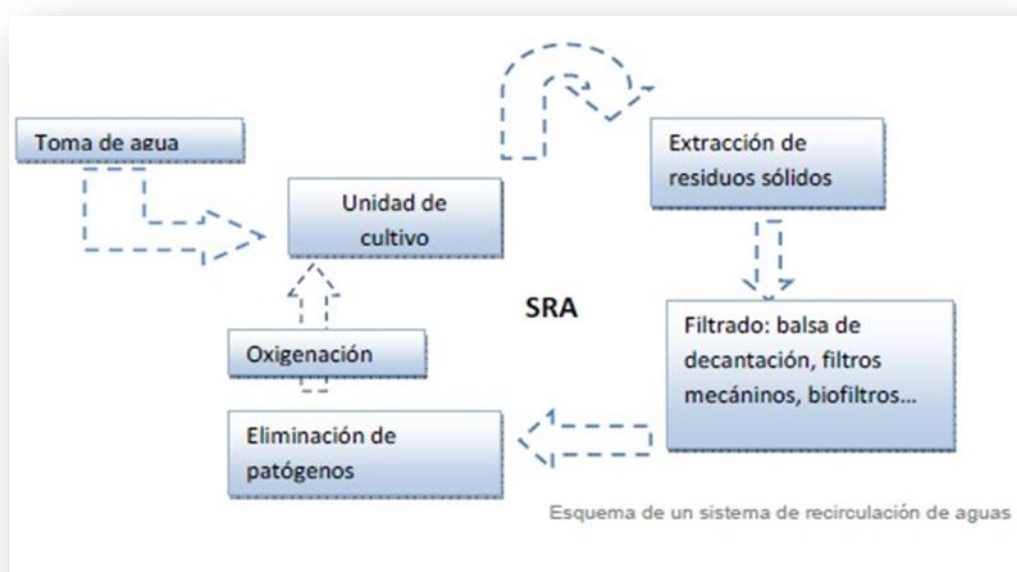 Toma de agua
Unidad de
cultivo
Extracción de
residuos sólidos
SRA
Filtrado: balsa de
decantación, filtros
mecáninos, biofiltros...
Oxigenación
Eliminación de
patógenos
Esquema de un sistema de recirculación de aguas